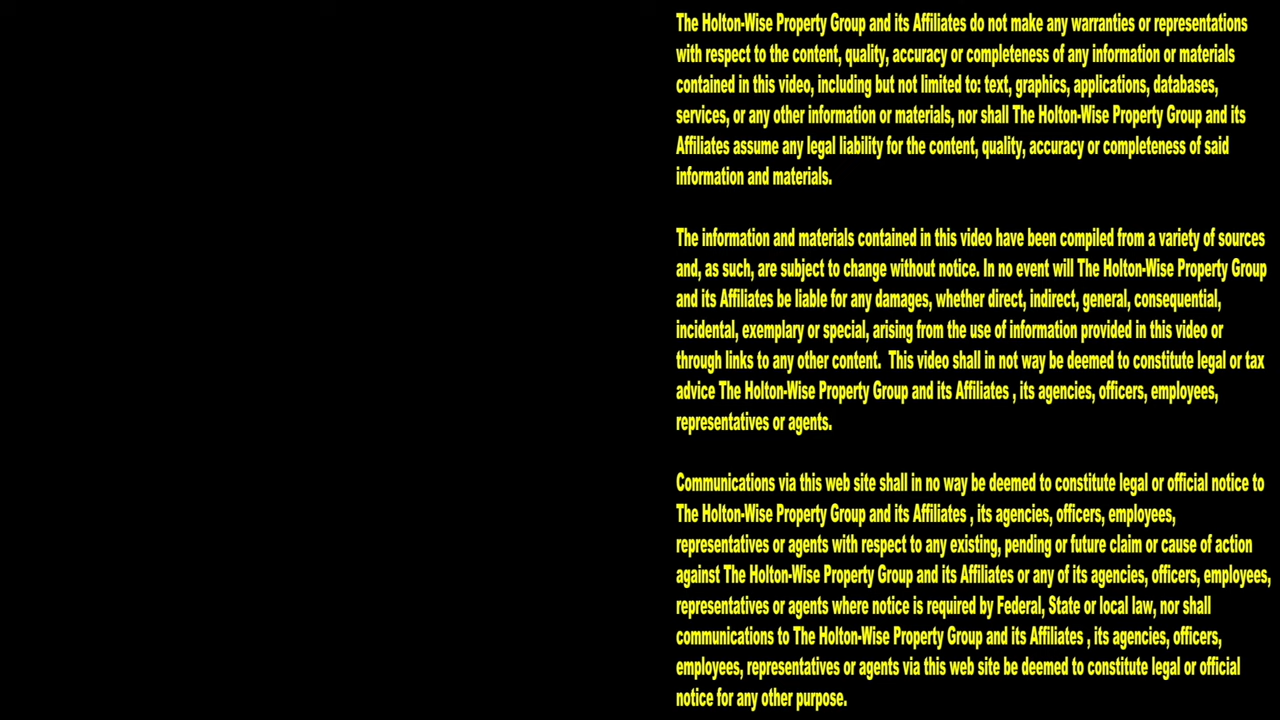 The Holton-Wise Property Group and its Affiliates do not make any warranties or representations
with respect to the content, quality, accuracy or completeness of any information or materials
contained in this video, including but not limited to: text, graphics, applications, databases,
services, or any other information or materials, nor shall The Holton-Wise Property Group and its
Affiliates assume any legal liability for the content, quality, accuracy or completeness of said
information and materials.
The information and materials contained in this video have been compiled from a variety of sources
and, as such, are subject to change without notice. In no event will The Holton-Wise Property Group
and its Affiliates be liable for any damages, whether direct, indirect, general, consequential,
incidental, exemplary or special, arising from the use of information provided in this video or
through links to any other content.  This video shall in not way be deemed to constitute legal or tax
advice The Holton-Wise Property Group and its Affiliates , its agencies, officers, employees,
representatives or agents.
Communications via this web site shall in no way be deemed to constitute legal or official notice to
The Holton-Wise Property Group and its Affiliates , its agencies, officers, employees,
representatives or agents with respect to any existing, pending or future claim or cause of action
against The Holton-Wise Property Group and its Affiliates or any of its agencies, officers, employees,
representatives or agents where notice is required by Federal, State or local law, nor shall
communications to The Holton-Wise Property Group and its Affiliates , its agencies, officers,
employees, representatives or agents via this web site be deemed to constitute legal or official
notice for any other purpose.